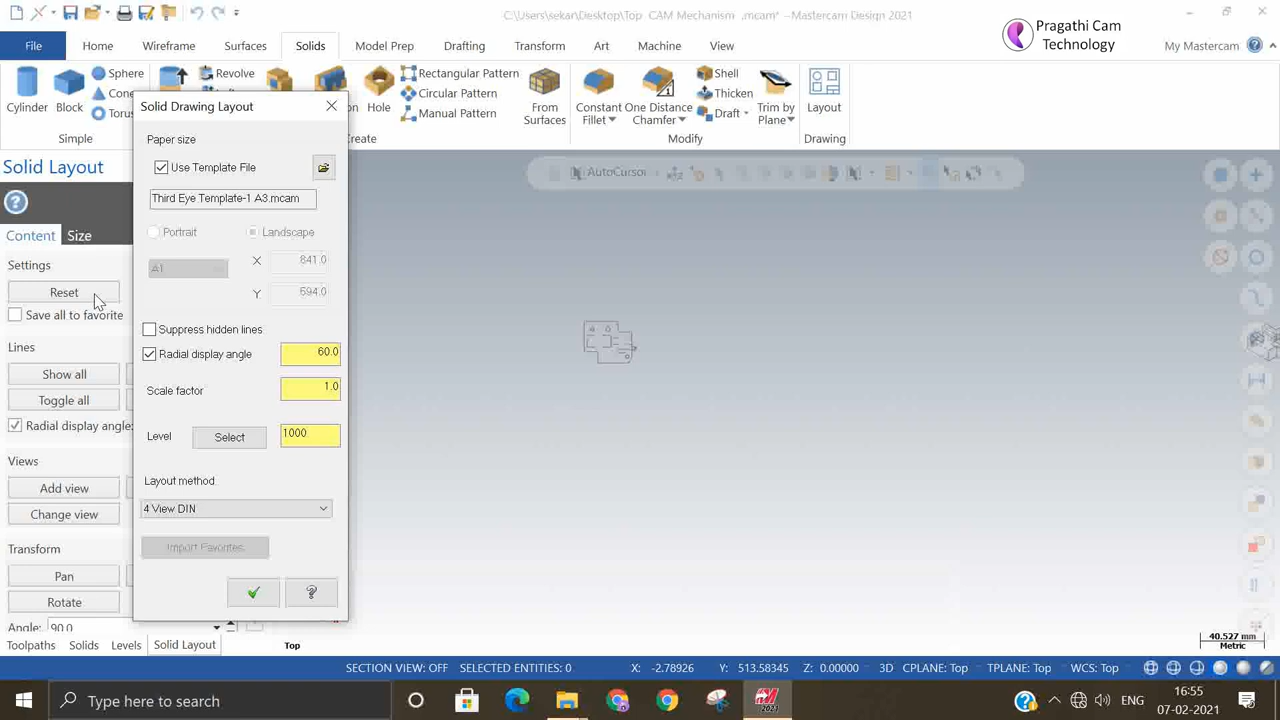 C:\Users\sekar\Desktop\Top CAM Mechanism .mcam* - Mastercam Design 2021
Pragathi Cam
Technology
File
Home
Wireframe
Surfaces
Solids
Model Prep
Drafting
Transform
Art
Machine
View
My Mastercam
Sphere
Revolve
Rectangular Pattern
Shell
Circular Pattern
Thicken
Manual Pattern
Draft
Cylinder
Block
Hole
From
Surfaces
Constant
Fillet
One Distance
Chamfer
Trim by
Plane
Layout
Simple
Modify
Drawing
Solid Drawing Layout
Paper size
Use Template File
Third Eye Template-1 A3.mcam
Portrait
Landscape
A1
X
841.0
Y
594.0
Suppress hidden lines
Radial display angle
60.0
Scale factor
1.0
Level
Select
1000
Layout method
4 View DIN
Import Favorites
?
Solid Layout
?
Content
Size
Settings
Reset
Save all to favorite
Lines
Show all
Toggle all
Radial display angle:
Views
Add view
Change view
Transform
Pan
Rotate
Angle:
90.0
AutoCursor
Toolpaths
Solids
Levels
Solid Layout
Top
40.527 mm
Metric
SECTION VIEW: OFF
SELECTED ENTITIES: 0
X: -2.78926
Y: 513.58345
Z: 0.00000
3D
CPLANE: Top
TPLANE: Top
WCS: Top
Type here to search
ENG
16:55
07-02-2021